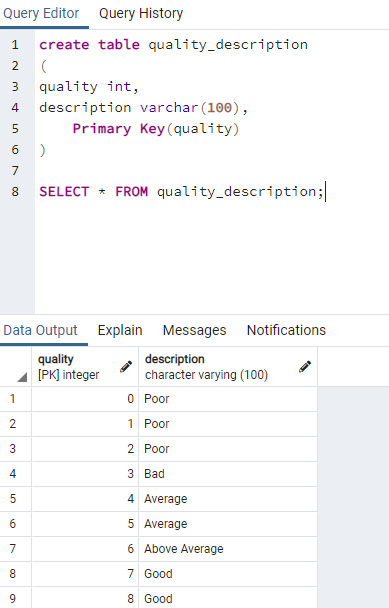 Query Editor Query History
1 create table quality_description
2 (
3 quality int,
4 description varchar(100),
5 Primary Key(quality)
6 )
7
8 SELECT * FROM quality_description;
Data Output Explain Messages Notifications
quality description
[PK] integer character varying (100)
1 0 Poor
2 1 Poor
3 2 Poor
4 3 Bad
5 4 Average
6 5 Average
7 6 Above Average
8 7 Good
9 8 Good